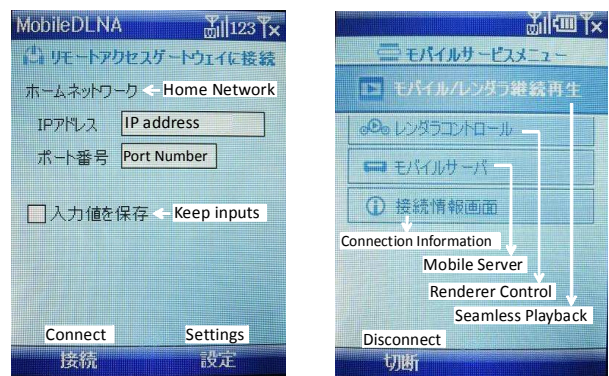 MobileDLNA
123
リモートアクセスゲートウェイに接続
ホームネットワーク Home Network
IPアドレス IP address
ポート番号 Port Number
入力値を保存 Keep inputs
Connect Settings
接続 設定
モバイルサービスメニュー
モバイル/レンダラ継続再生
レンダラコントロール
モバイルサーバ
接続情報画面
Connection Information
Mobile Server
Renderer Control
Seamless Playback
Disconnect
切断